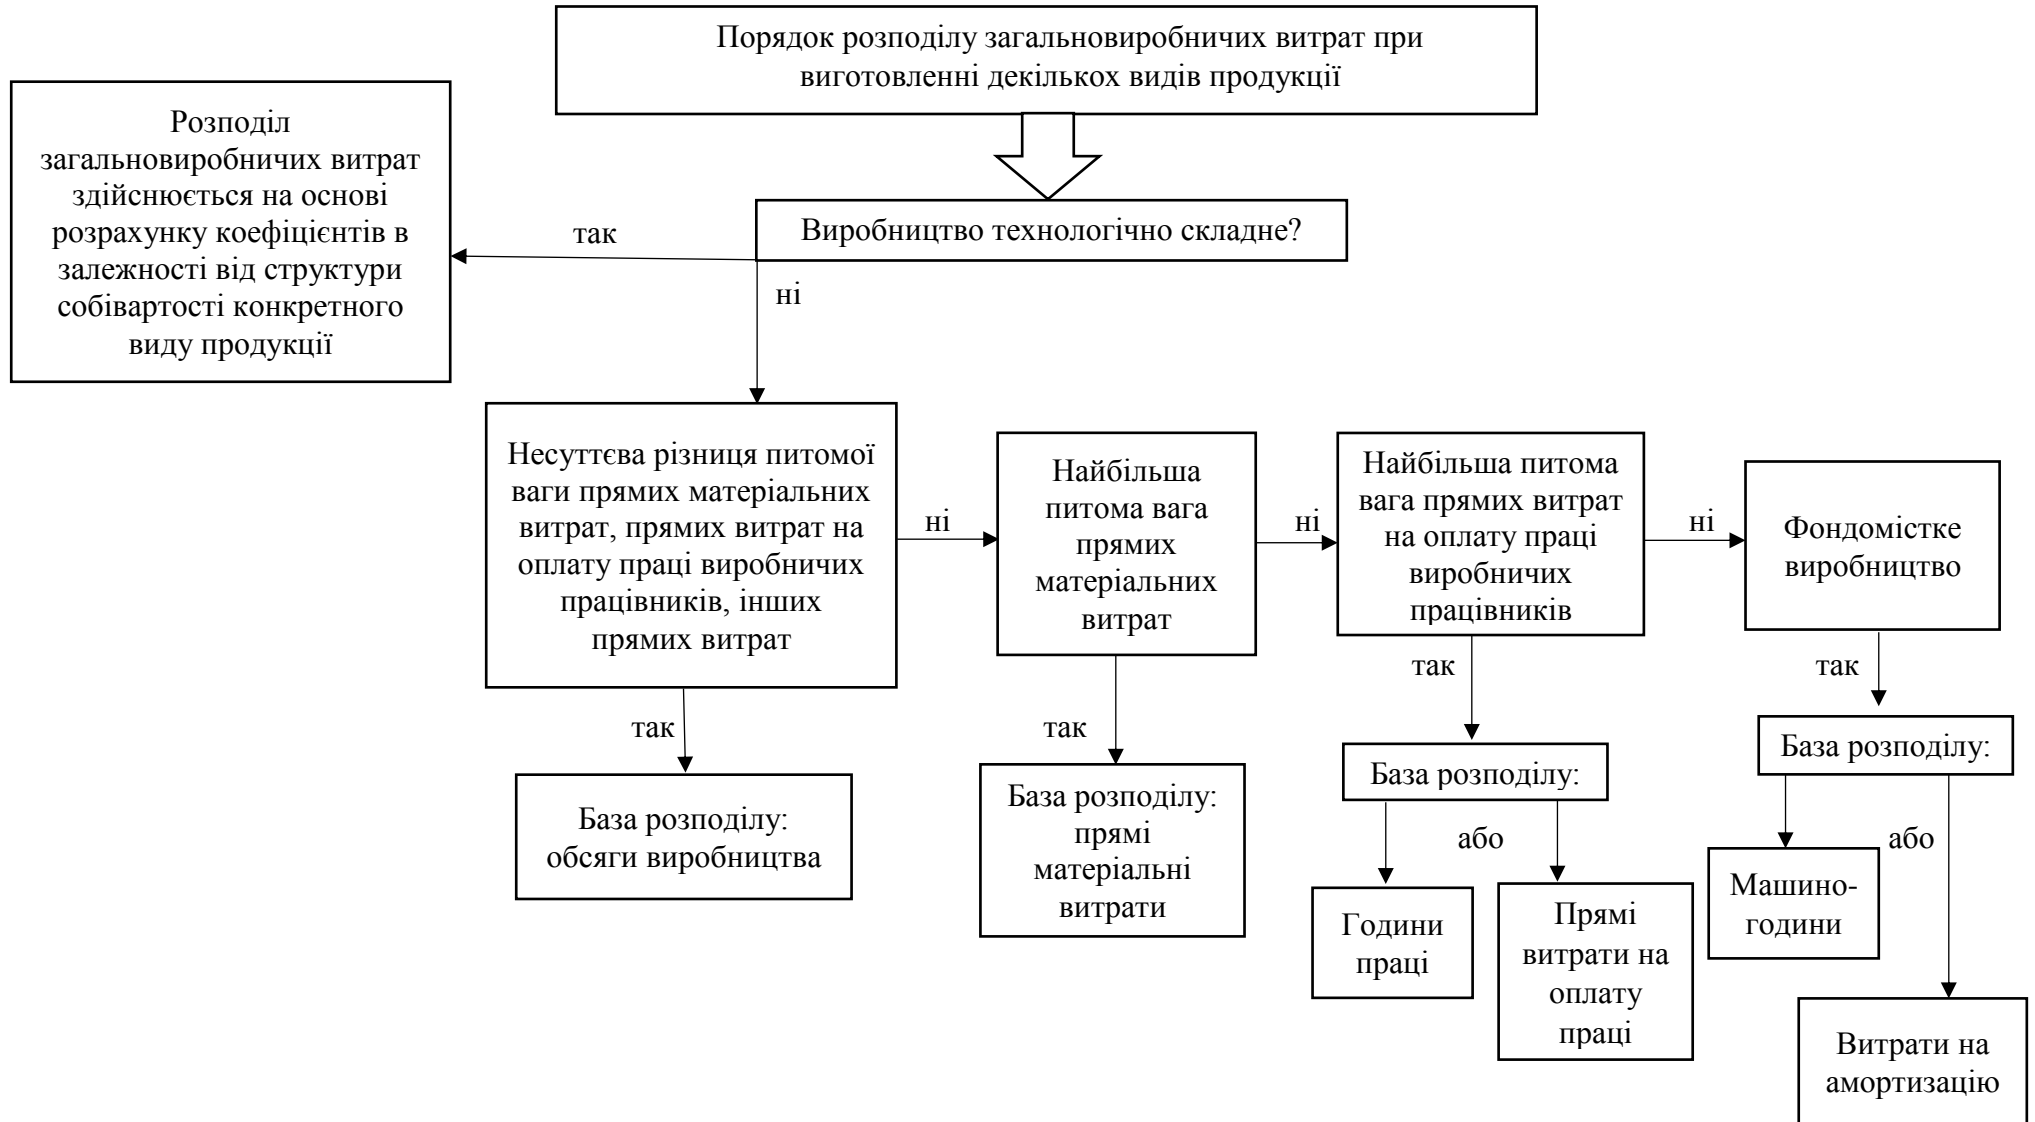 Порядок розподілу загальновиробничих витрат при
виготовленні декількох видів продукції
Розподіл
загальновиробничих витрат
здійснюється на основі
розрахунку коефіцієнтів в
залежності від структури
собівартості конкретного
виду продукції
так
Виробництво технологічно складне?
ні
Несуттєва різниця питомої
ваги прямих матеріальних
витрат, прямих витрат на
оплату праці виробничих
працівників, інших
прямих витрат
ні
Найбільша
питома вага
прямих
матеріальних
витрат
ні
Найбільша питома
вага прямих витрат
на оплату праці
виробничих
працівників
ні
Фондомістке
виробництво
так
так
так
так
База розподілу:
обсяги виробництва
База розподілу:
прямі
матеріальні
витрати
База розподілу:
або
Години
праці
Прямі
витрати на
оплату
праці
База розподілу:
або
Машино-
години
Витрати на
амортизацію